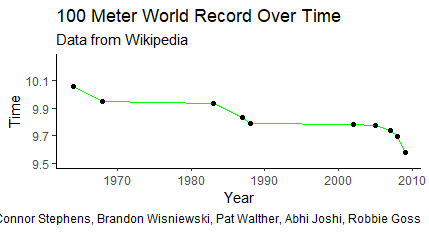 100 Meter World Record Over Time
Data from Wikipedia
10.1
9.9
9.7
9.5
Time
1970
1980
1990
2000
2010
Year
Connor Stephens, Brandon Wisniewski, Pat Walther, Abhi Joshi, Robbie Goss